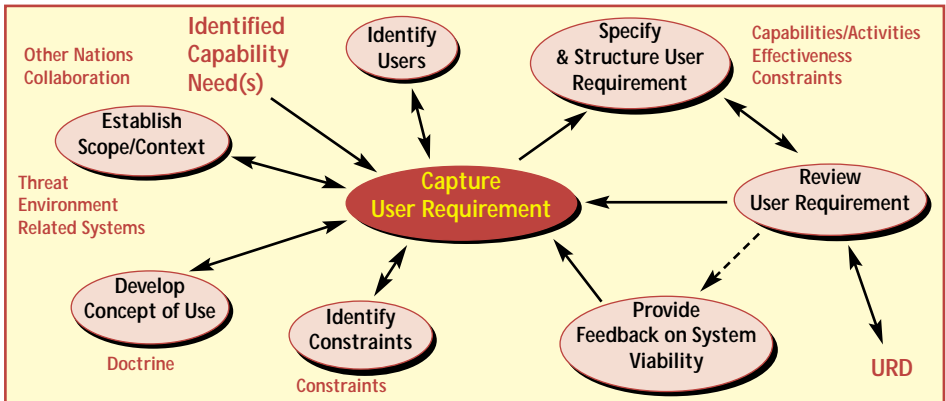 Other Nations
Collaboration
Identified
Capability
Need(s)
Identify
Users
Specify
& Structure User
Requirement
Capabilities/Activities
Effectiveness
Constraints
Establish
Scope/Context
Threat
Environment
Related Systems
Capture
User Requirement
Review
User Requirement
Develop
Concept of Use
Doctrine
Identify
Constraints
Constraints
Provide
Feedback on System
Viability
URD